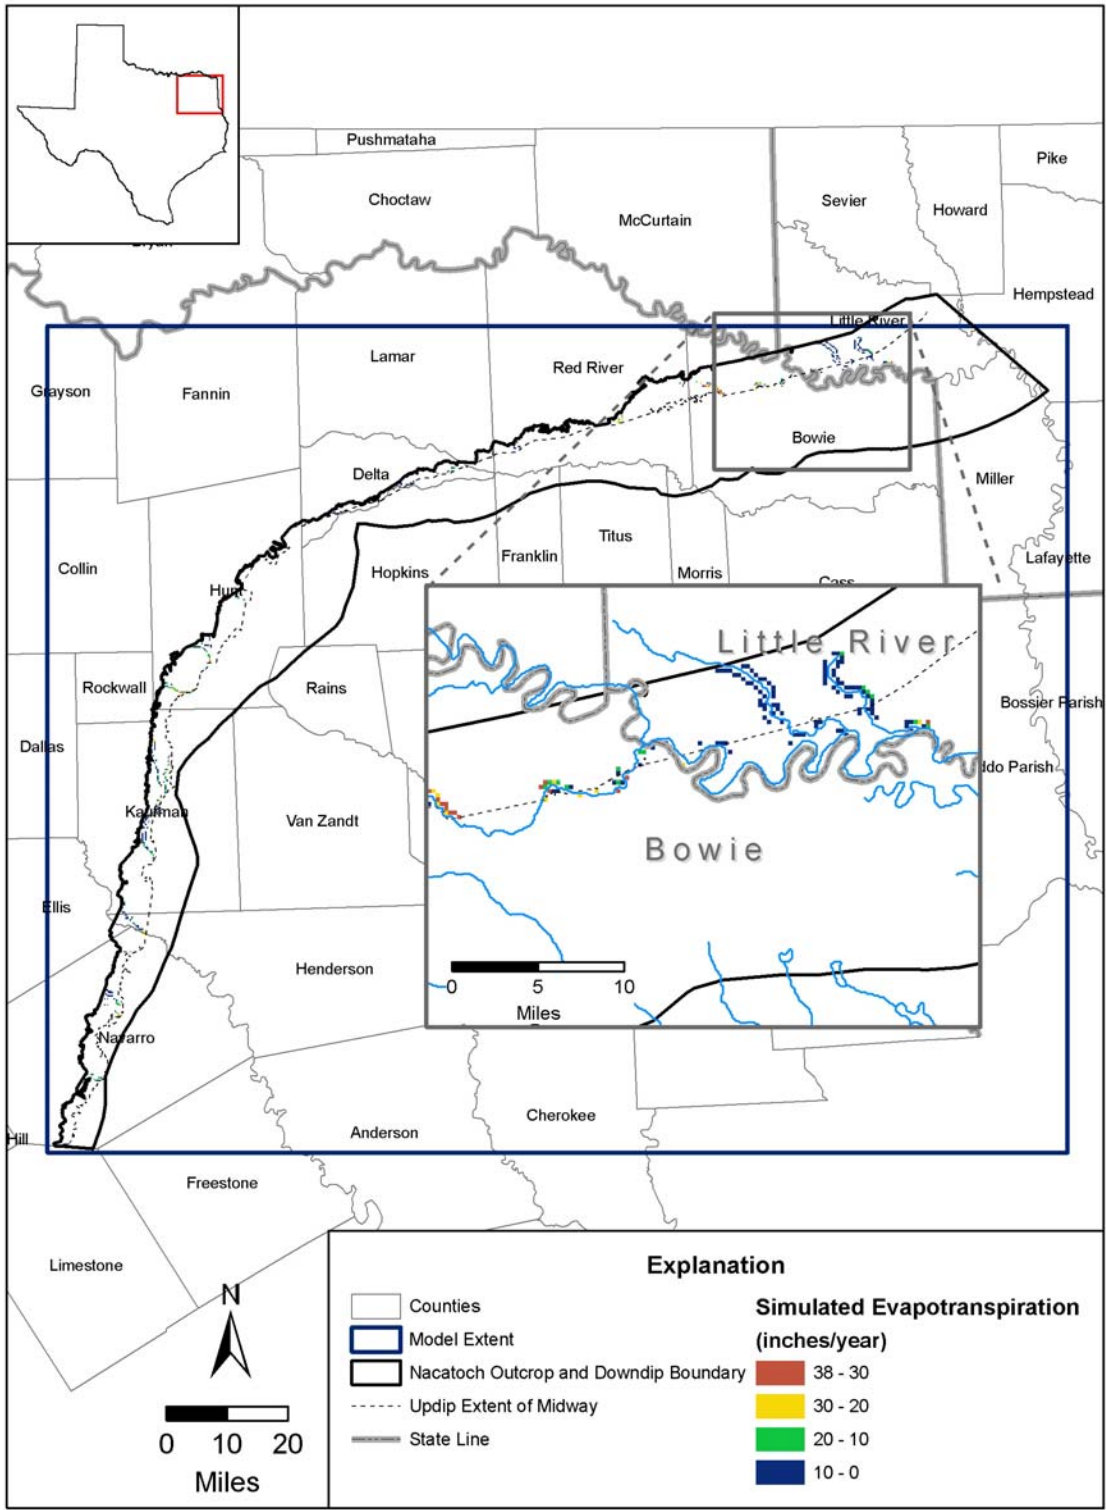 Pushmataha
Pike
Choctaw
Sevier
McCurtain
Howard
Bryan
Hempstead
Little River
Lamar
Red River
Grayson
Fannin
Bowie
Delta
Miller
Titus
Franklin
Collin
Hopkins
Morris
Lafayette
Cass
Hunt
Little River
Rockwall
Rains
Bossier Parish
Dallas
ddo Parish
Kaufman
Van Zandt
Bowie
Ellis
Henderson
0 5 10
Miles
Navarro
Cherokee
Hill
Anderson
Freestone
Limestone
N
0 10 20
Miles
Explanation
Counties
Model Extent
Nacatoch Outcrop and Downdip Boundary
Updip Extent of Midway
State Line
Simulated Evapotranspiration
(inches/year)
38 - 30
30 - 20
20 - 10
10 - 0